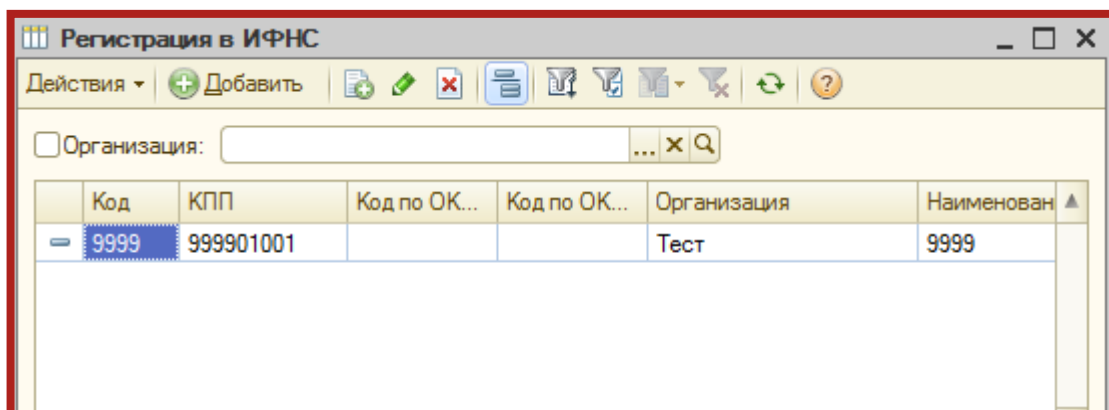 Регистрация в ИФНС
Действия Добавить
Организация: ...
Код КПП Код по ОК... Код по ОК... Организация Наименован
9999 999901001 Тест 9999